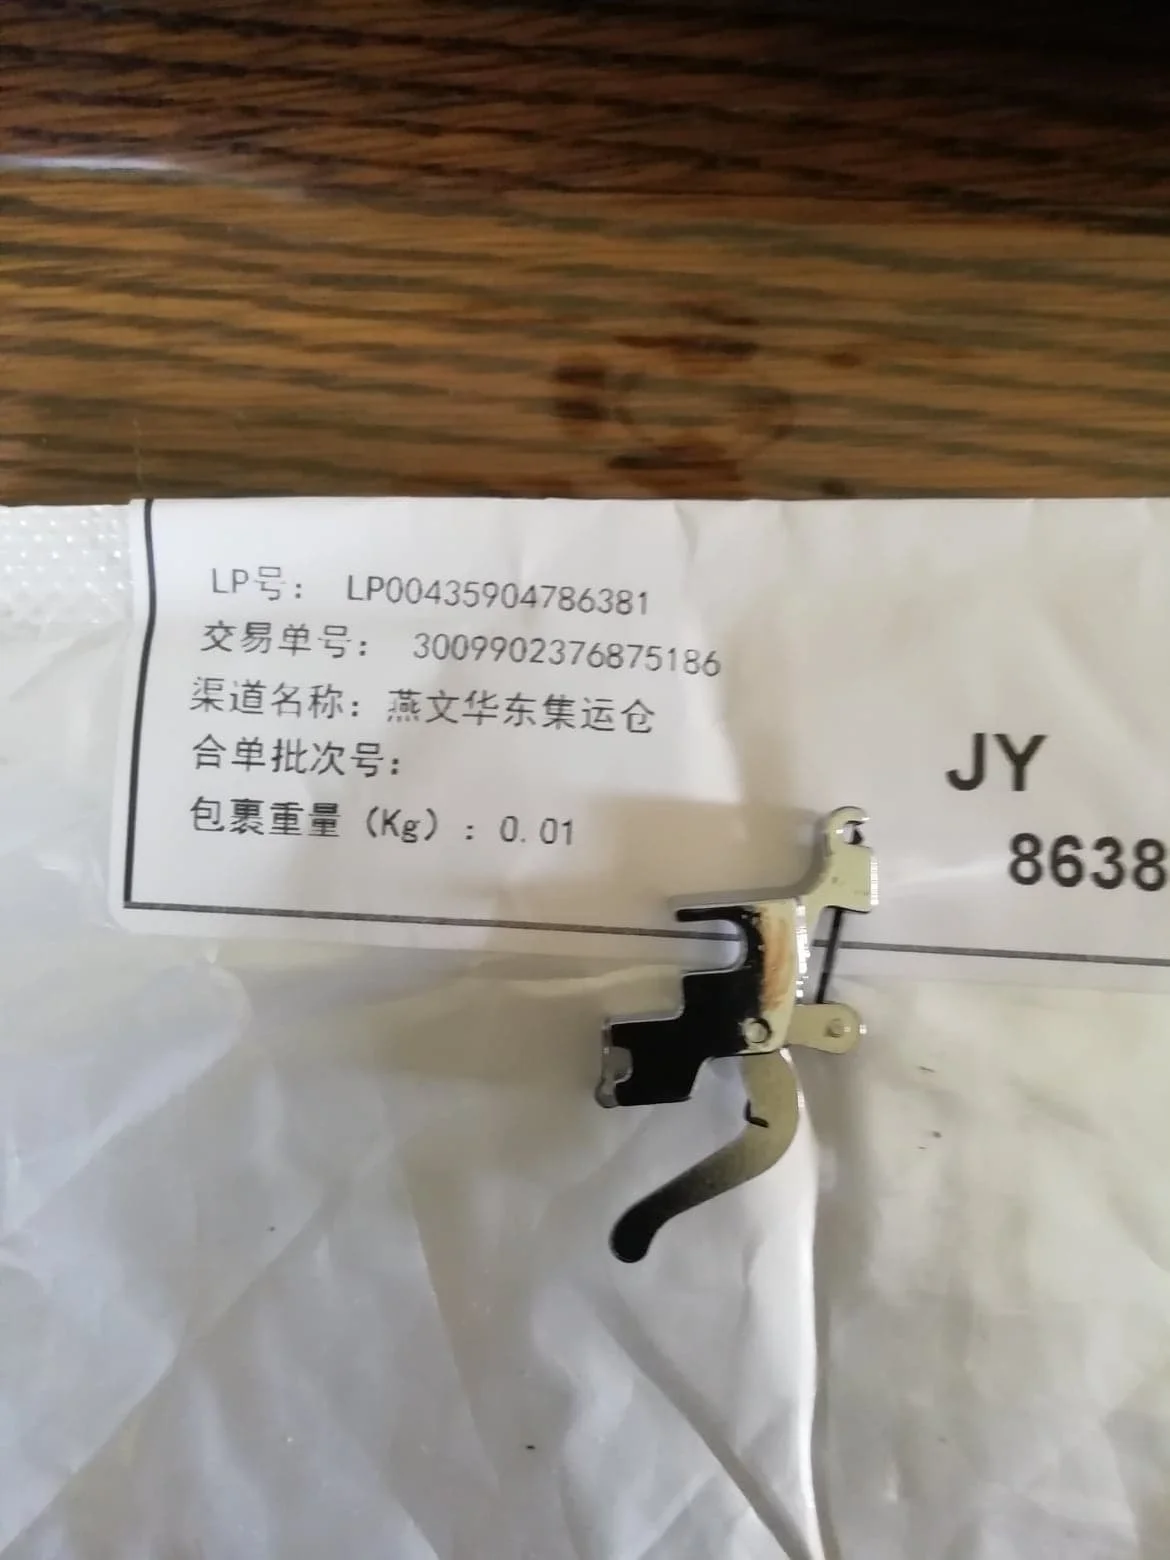 LP号： LP00435904786381
交易单号： 3009902376875186
渠道名称：燕文华东集运仓
合单批次号：
包裹重量（Kg）：0.01
JY
8638